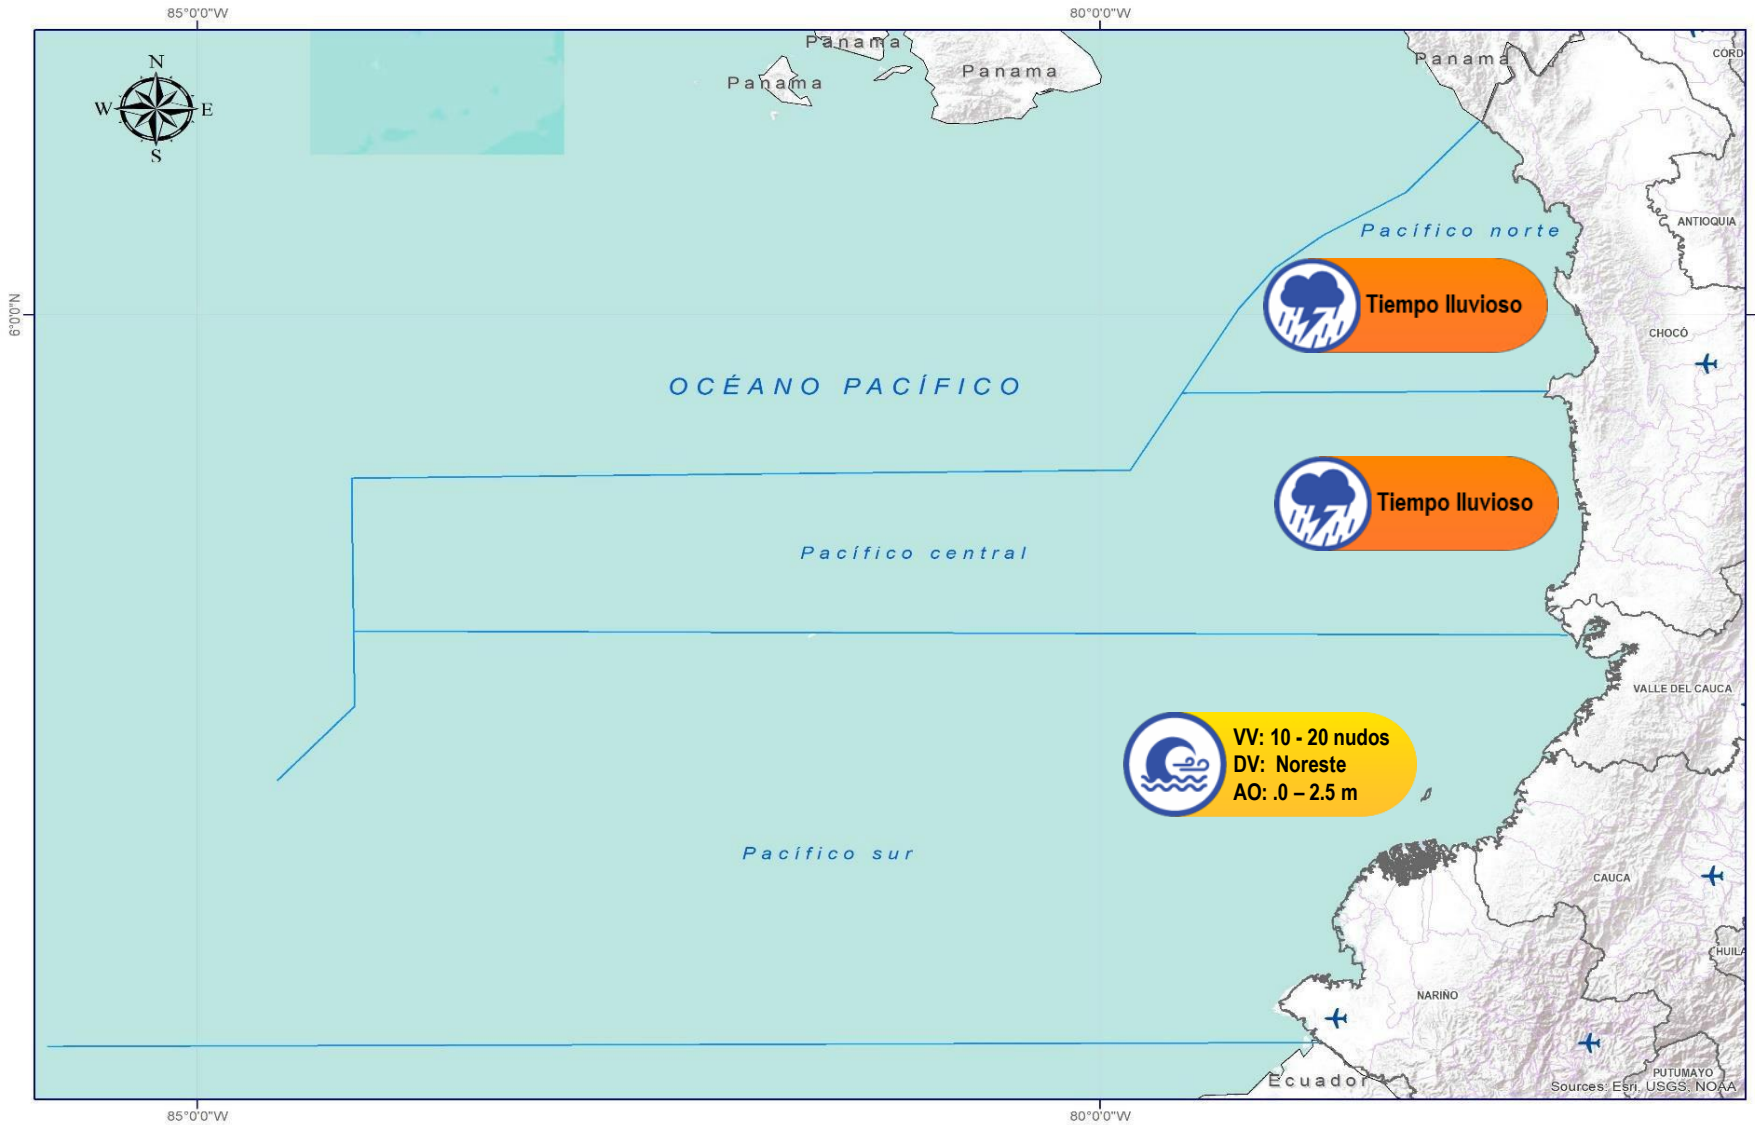 85°0'0"W
80°0'0"W
N
W
E
S
Panama
Panama
Panama
Panama
CÓRD
ANTIOQUIA
Pacífico norte
6°0'0"N
Tiempo lluvioso
CHOCÓ
OCÉANO PACÍFICO
Tiempo lluvioso
Pacífico central
VALLE DEL CAUCA
VV: 10 - 20 nudos
DV: Noreste
AO: .0 – 2.5 m
Pacífico sur
CAUCA
HUILA
NARIÑO
PUTUMAYO
Ecuador
Sources: Esri, USGS, NOAA
85°0'0"W
80°0'0"W